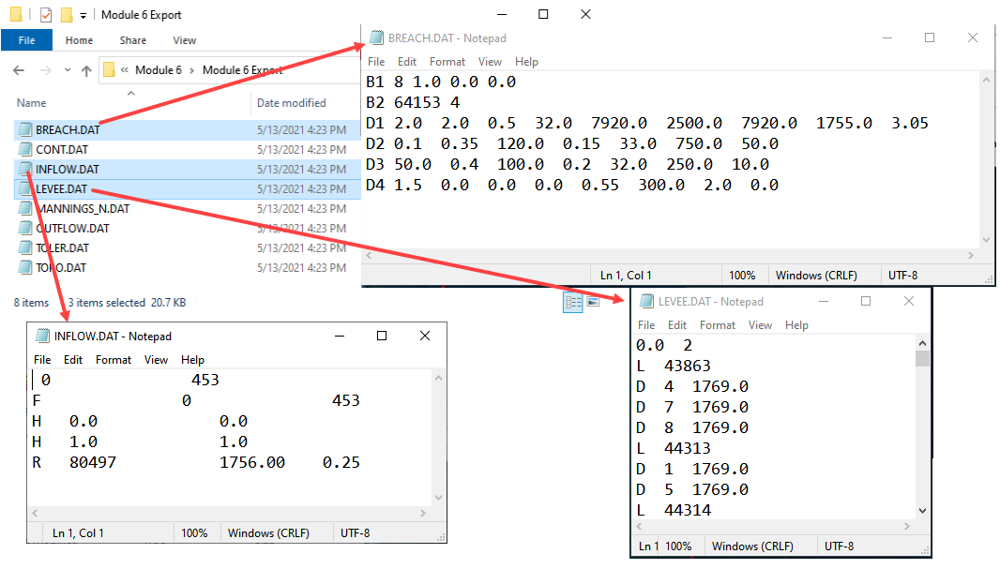 Module 6 Export
File Home Share View
« Module 6 › Module 6 Export
Name Date modified
BREACH.DAT 5/13/2021 4:23 PM
CONT.DAT 5/13/2021 4:23 PM
INFLOW.DAT 5/13/2021 4:23 PM
LEVEE.DAT 5/13/2021 4:23 PM
MANNINGS_N.DAT 5/13/2021 4:23 PM
OUTFLOW.DAT 5/13/2021 4:23 PM
TOLER.DAT 5/13/2021 4:23 PM
TOPO.DAT 5/13/2021 4:23 PM
8 items 3 items selected 20.7 KB
BREACH.DAT - Notepad
File Edit Format View Help
B1 8 1.0 0.0 0.0
B2 64153 4
D1 2.0 2.0 0.5 32.0 7920.0 2500.0 7920.0 1755.0 3.05
D2 0.1 0.35 120.0 0.15 33.0 750.0 50.0
D3 50.0 0.4 100.0 0.2 32.0 250.0 10.0
D4 1.5 0.0 0.0 0.0 0.55 300.0 2.0 0.0
Ln 1, Col 1 100% Windows (CRLF) UTF-8
INFLOW.DAT - Notepad
File Edit Format View Help
0 453
F 0 453
H 0.0 0.0
H 1.0 1.0
R 80497 1756.00 0.25
Ln 1, Col 1 100% Windows (CRLF) UTF-8
LEVEE.DAT - Notepad
File Edit Format View Help
0.0 2
L 43863
D 4 1769.0
D 7 1769.0
D 8 1769.0
L 44313
D 1 1769.0
D 5 1769.0
L 44314
Ln 1 100% Windows (CRLF) UTF-8